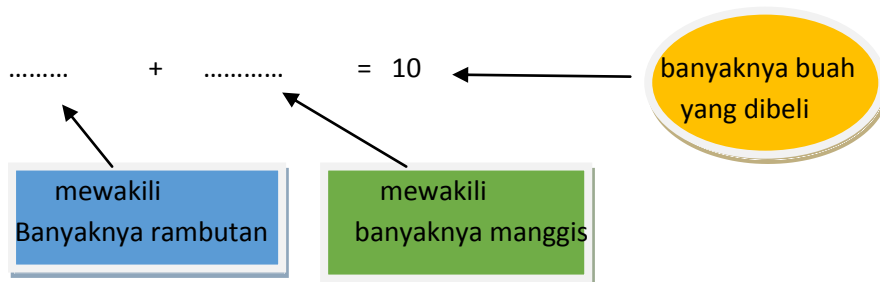 ......... + ............ = 10
banyaknya buah
yang dibeli
mewakili
Banyaknya rambutan
mewakili
banyaknya manggis